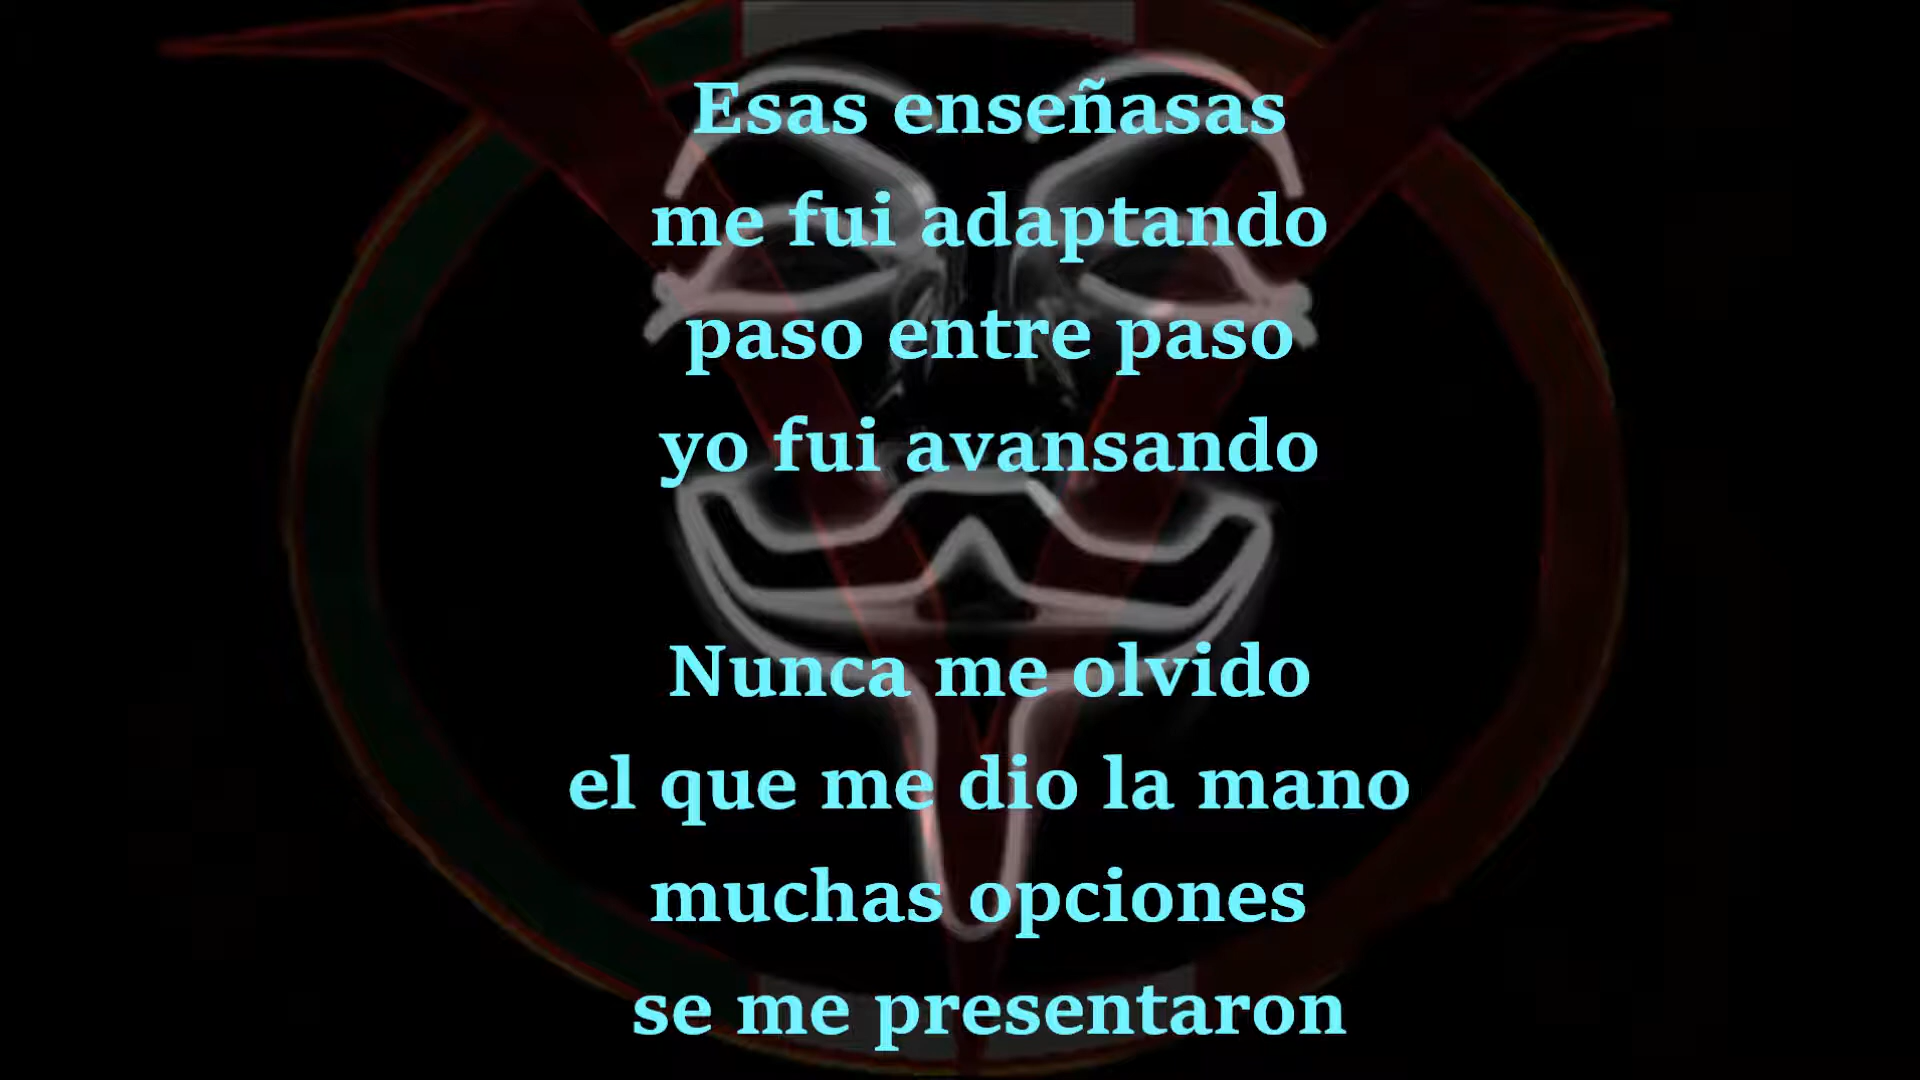 Esas enseñasas
me fui adaptando
paso entre paso
yo fui avansando
Nunca me olvido
el que me dio la mano
muchas opciones
se me presentaron